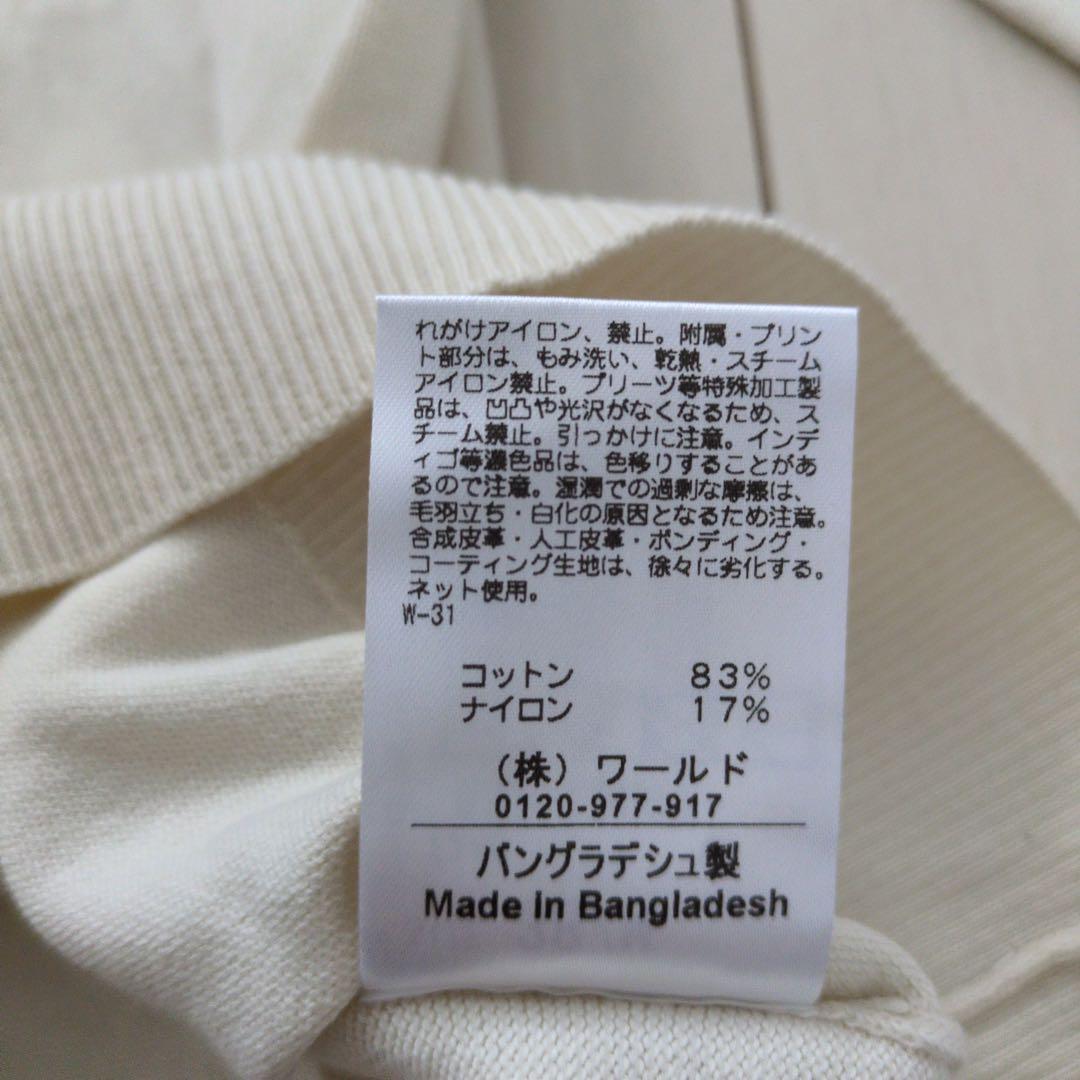 れがけアイロン、禁止。附属・プリン
ト部分は、もみ洗い、乾熱・スチーム
アイロン禁止。プリーツ等特殊加工製
品は、凹凸や光沢がなくなるため、ス
チーム禁止。引っかけに注意。インデ
ィゴ等濃色品は、色移りすることがあ
るので注意。湿潤での過剰な摩擦は、
毛羽立ち・白化の原因となるため注意。
合成皮革・人工皮革・ボンディング・
コーティング生地は、徐々に劣化する。
ネット使用。
W-31
コットン 83%
ナイロン 17%
（株）ワールド
0120-977-917
バングラデシュ製
Made in Bangladesh